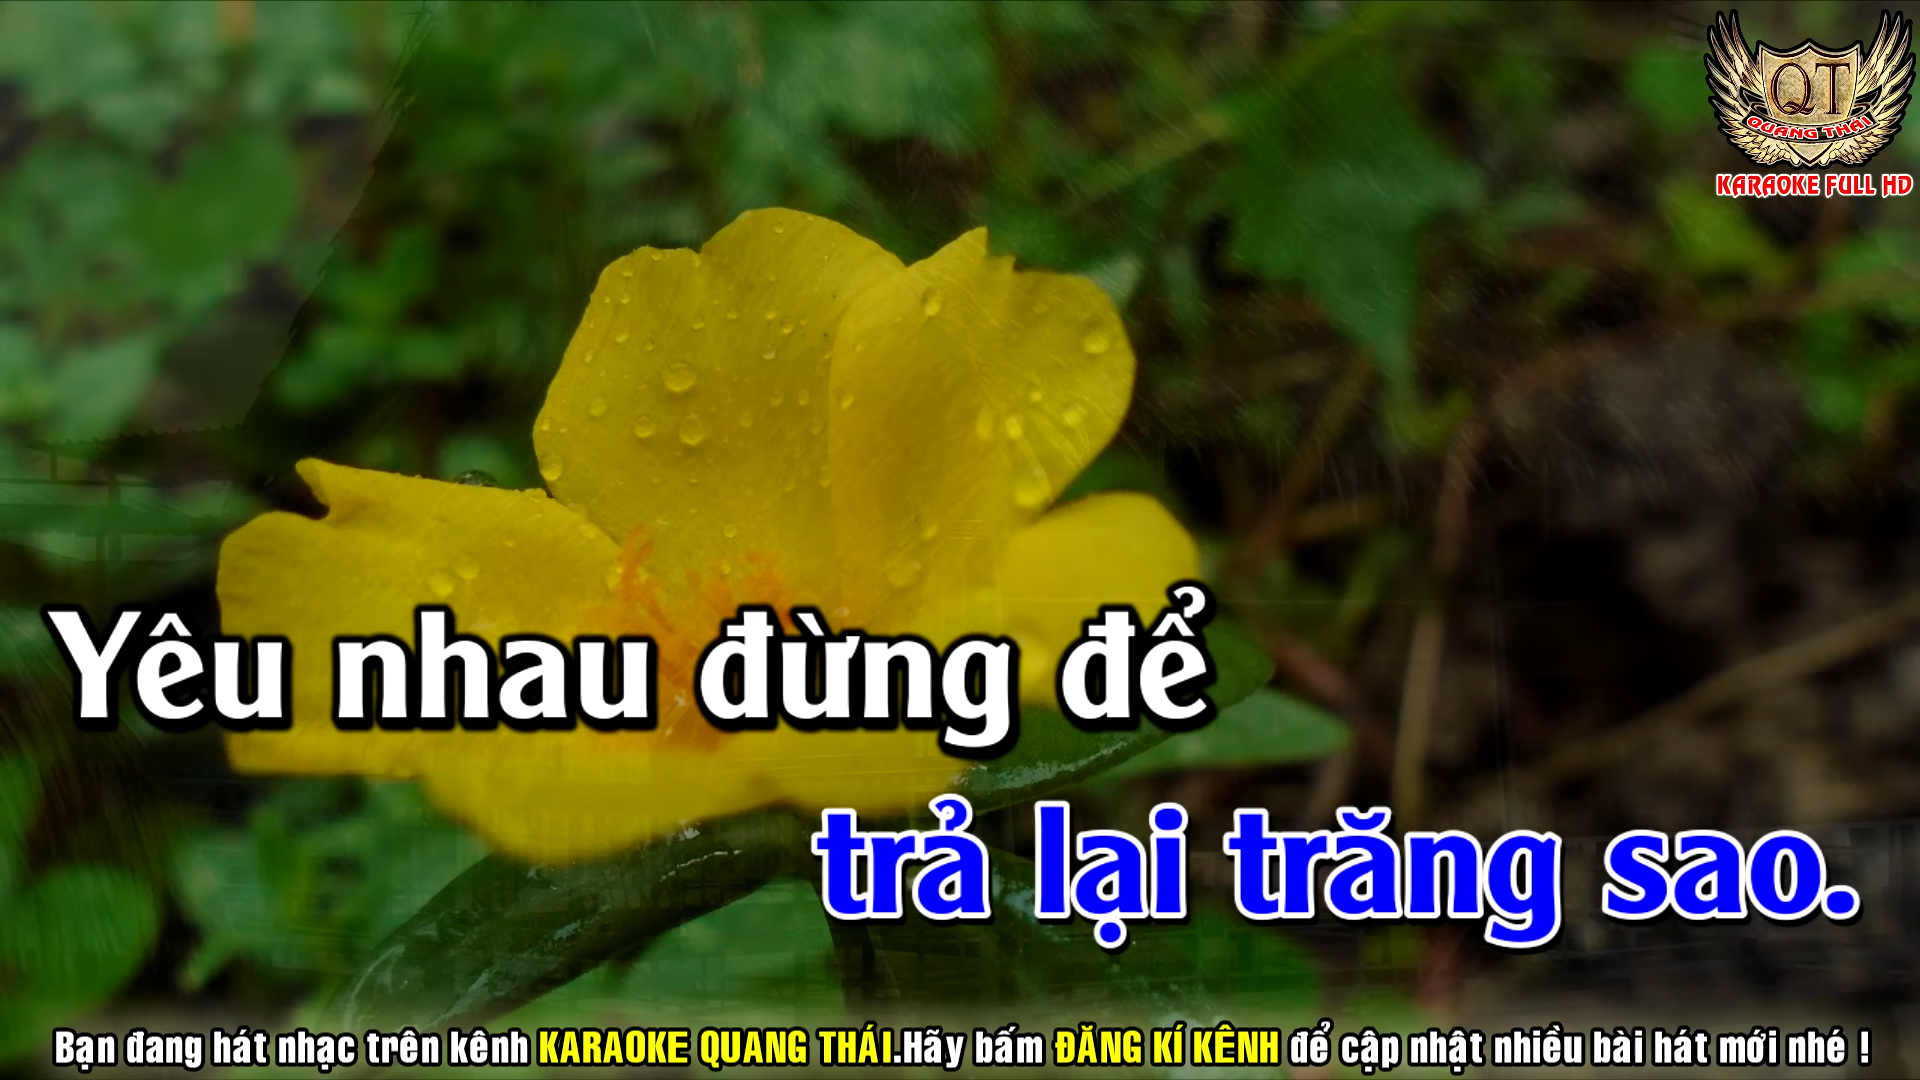 QT
QUANG THÁI
KARAOKE FULL HD
Yêu nhau đừng để
trả lại trăng sao.
Bạn đang hát nhạc trên kênh KARAOKE QUANG THÁI.Hãy bấm ĐĂNG KÍ KÊNH để cập nhật nhiều bài hát mới nhé !